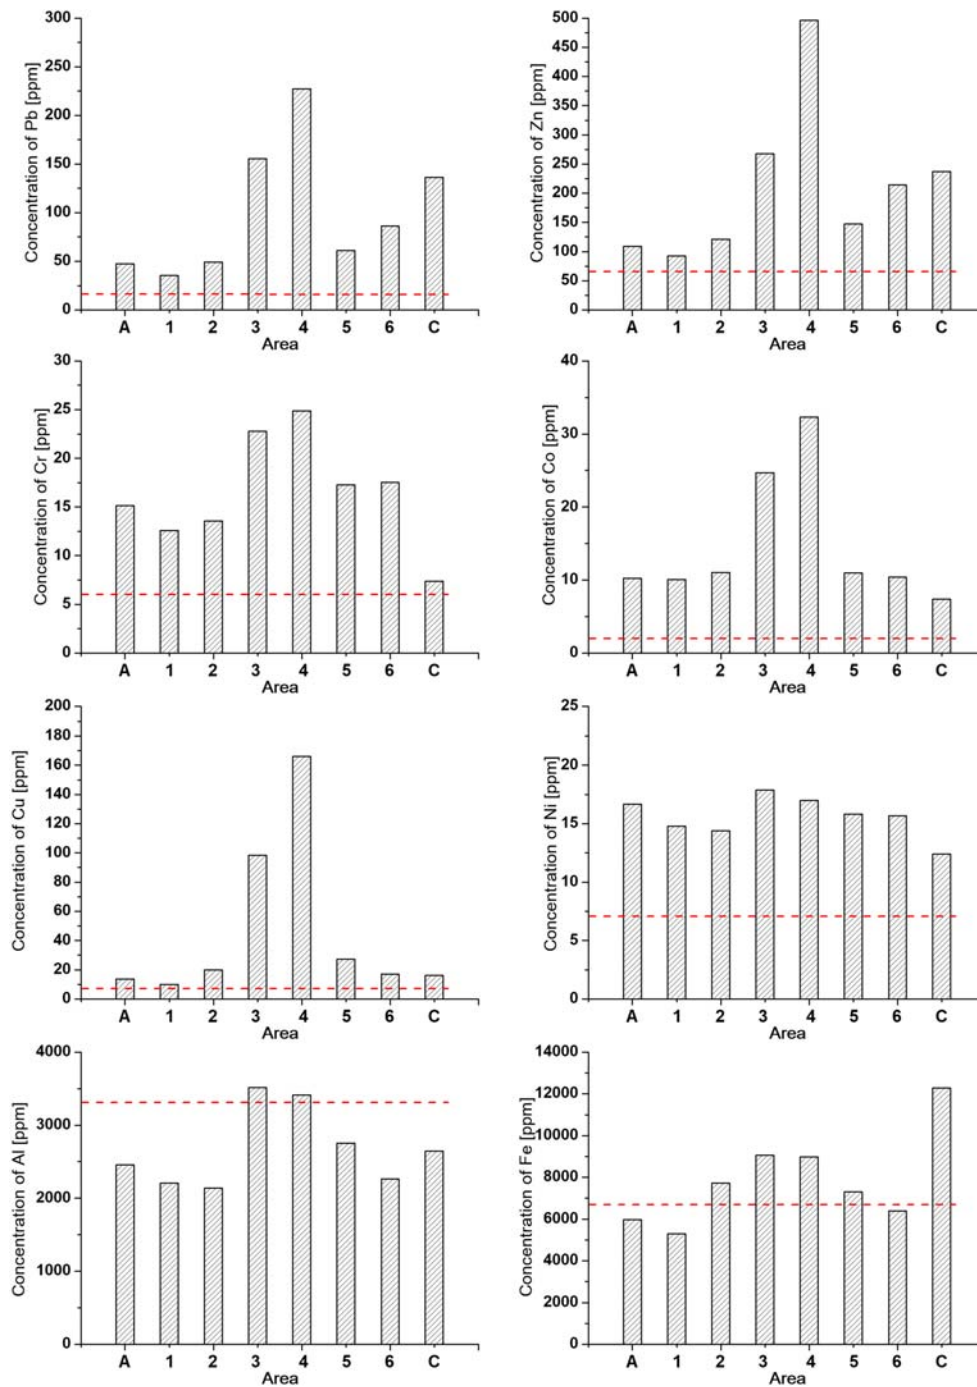 Concentration of Pb [ppm]
300
250
200
150
100
50
0
A 1 2 3 4 5 6 C
Area
Concentration of Zn [ppm]
500
450
400
350
300
250
200
150
100
50
0
A 1 2 3 4 5 6 C
Area
Concentration of Cr [ppm]
30
25
20
15
10
5
0
A 1 2 3 4 5 6 C
Area
Concentration of Co [ppm]
40
30
20
10
0
A 1 2 3 4 5 6 C
Area
Concentration of Cu [ppm]
200
180
160
140
120
100
80
60
40
20
0
A 1 2 3 4 5 6 C
Area
Concentration of Ni [ppm]
25
20
15
10
5
0
A 1 2 3 4 5 6 C
Area
Concentration of Al [ppm]
4000
3000
2000
1000
0
A 1 2 3 4 5 6 C
Area
Concentration of Fe [ppm]
14000
12000
10000
8000
6000
4000
2000
0
A 1 2 3 4 5 6 C
Area